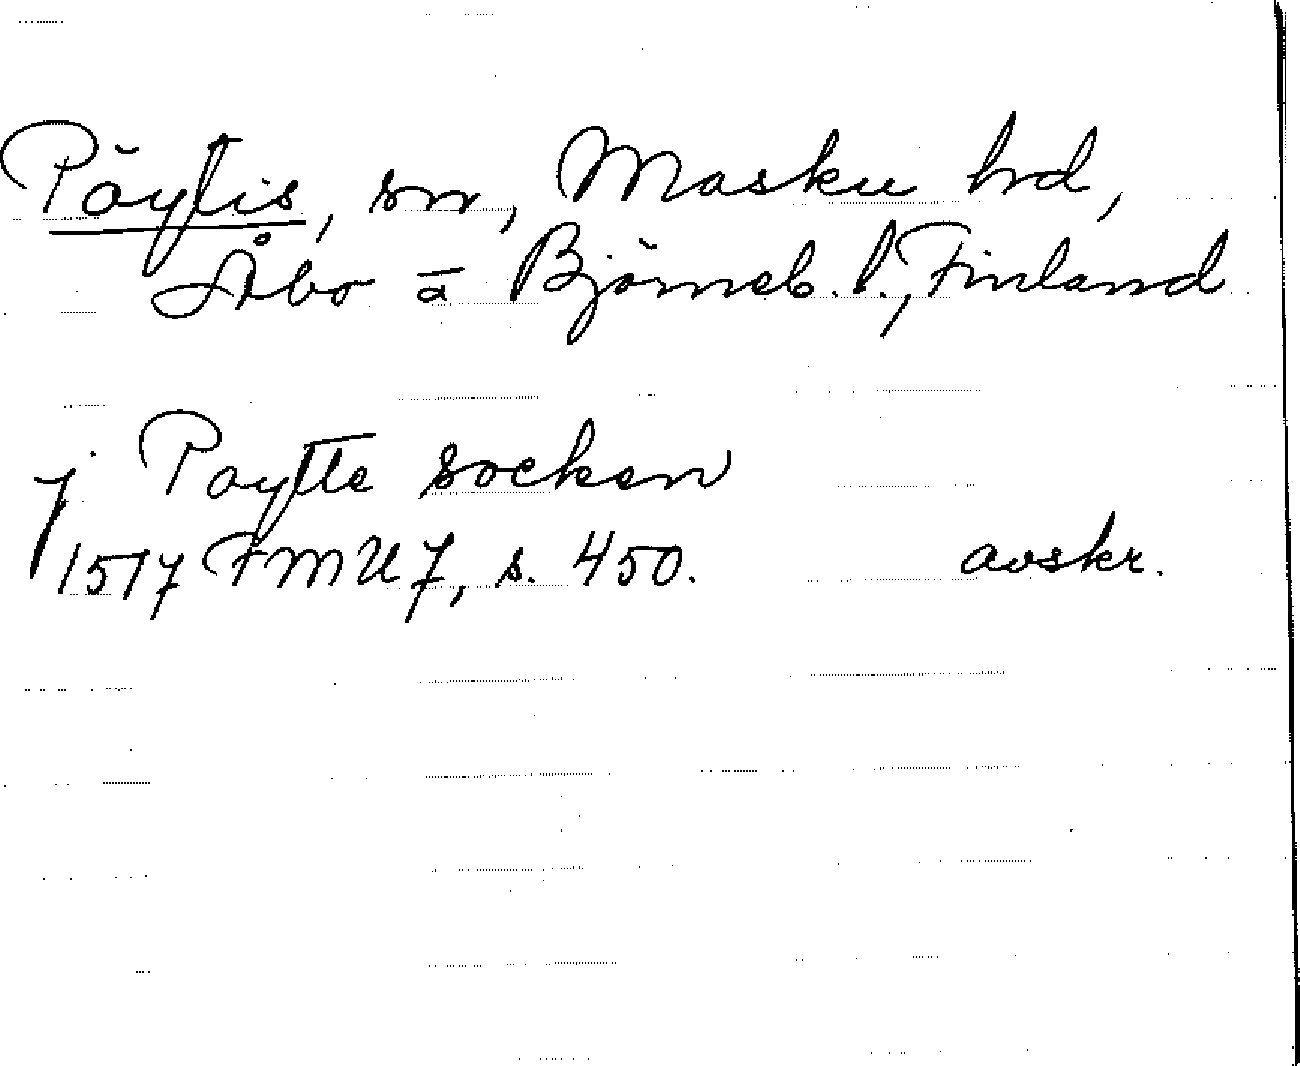 Pöytis, sn, Masku hd,
Åbo ā Björneb. l., Finland
j Poytte socken
1517 FMU 7, s. 450. avskr.